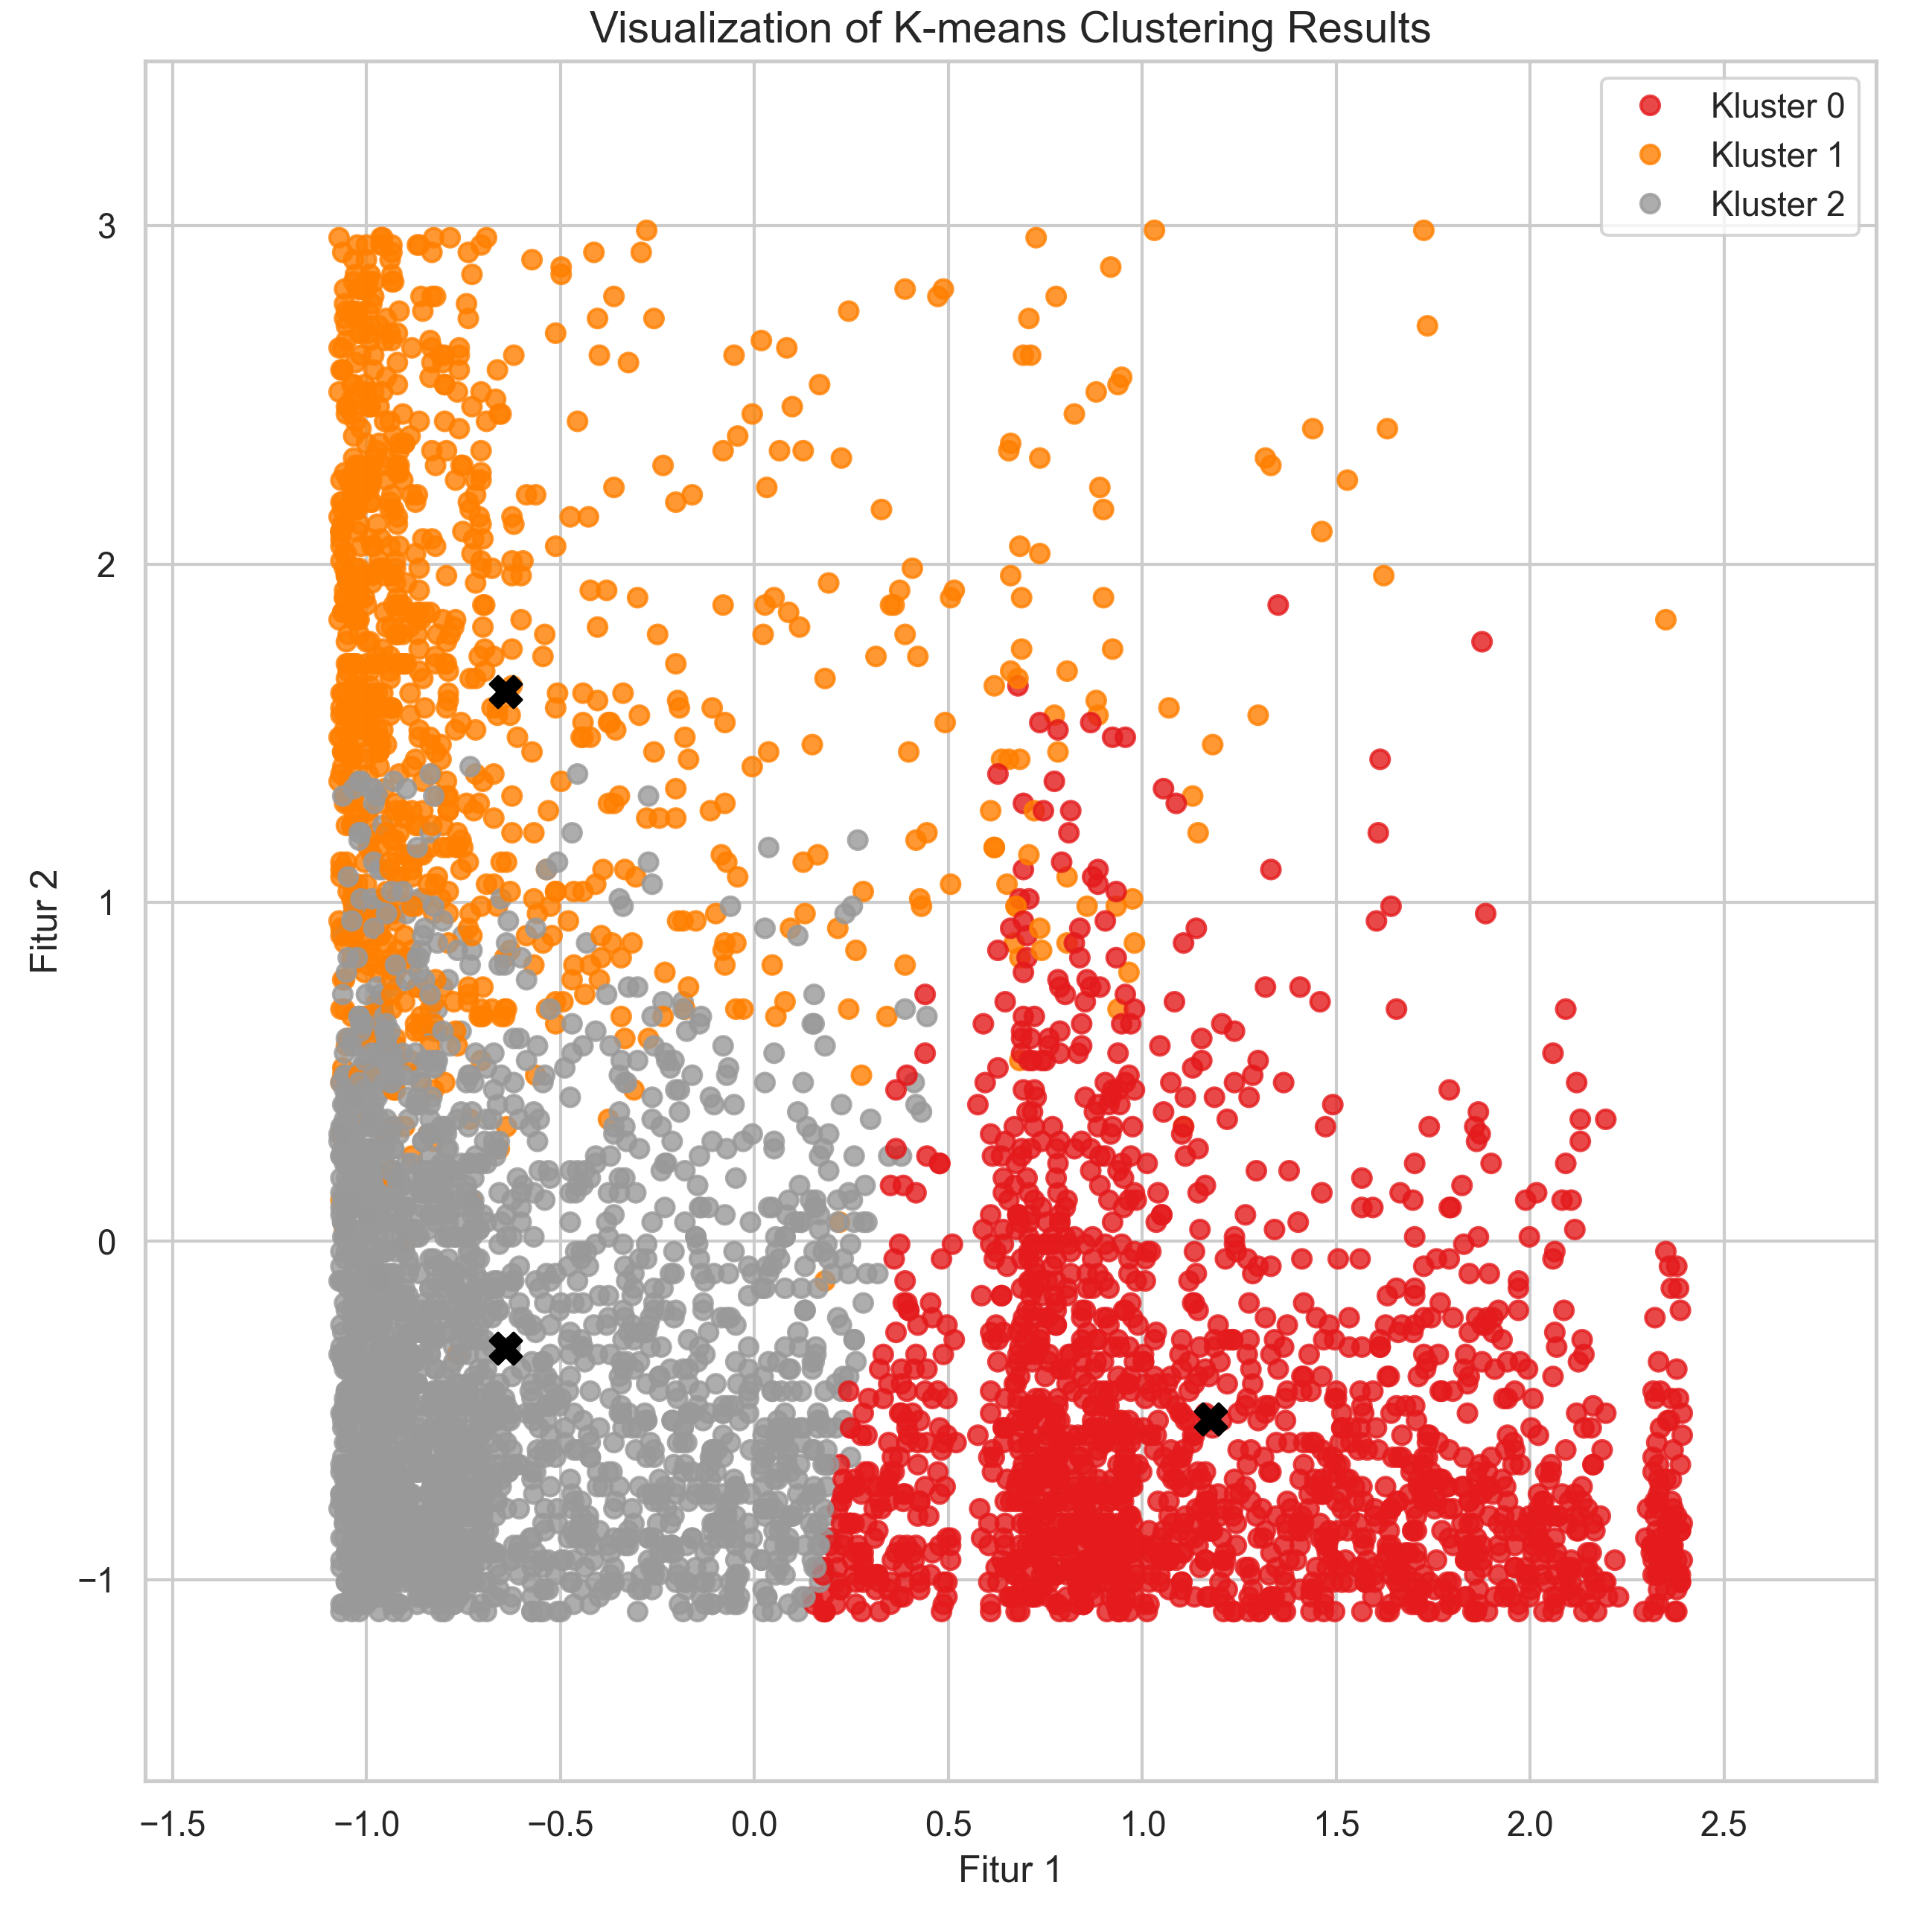 Visualization of K-means Clustering Results
Kluster 0
Kluster 1
Kluster 2
3
2
1
0
−1
Fitur 2
−1.5 −1.0 −0.5 0.0 0.5 1.0 1.5 2.0 2.5
Fitur 1